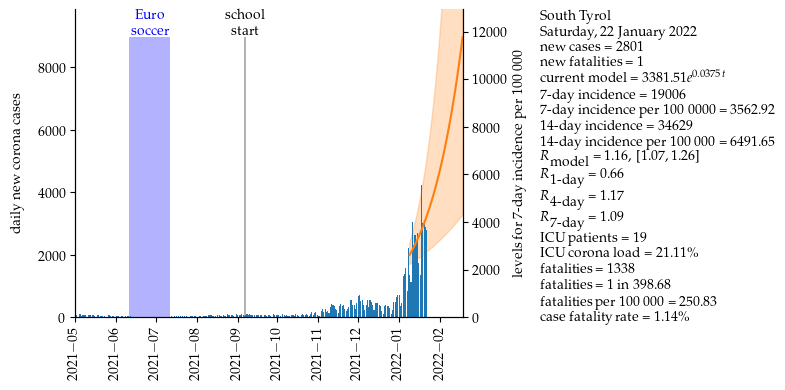 Euro
soccer
school
start
daily new corona cases
8000
6000
4000
2000
0
levels for 7-day incidence per 100 000
12000
10000
8000
6000
4000
2000
0
2021−05
2021−06
2021−07
2021−08
2021−09
2021−10
2021−11
2021−12
2022−01
2022−02
South Tyrol
Saturday, 22 January 2022
new cases = 2801
new fatalities = 1
current model = 3381.51e^{0.0375 t}
7-day incidence = 19006
7-day incidence per 100 0000 = 3562.92
14-day incidence = 34629
14-day incidence per 100 000 = 6491.65
R_model = 1.16, [1.07, 1.26]
R_1-day = 0.66
R_4-day = 1.17
R_7-day = 1.09
ICU patients = 19
ICU corona load = 21.11%
fatalities = 1338
fatalities = 1 in 398.68
fatalities per 100 000 = 250.83
case fatality rate = 1.14%